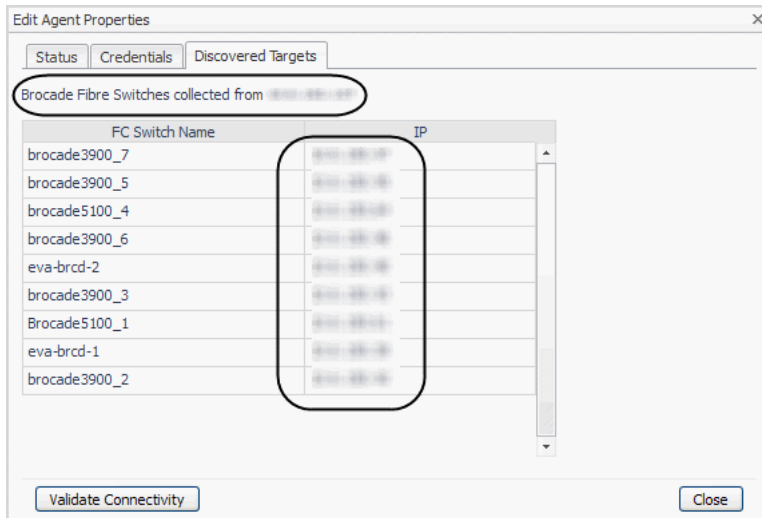 Edit Agent Properties
Status Credentials Discovered Targets
Brocade Fibre Switches collected from
FC Switch Name IP
brocade3900_7
brocade3900_5
brocade5100_4
brocade3900_6
eva-brcd-2
brocade3900_3
Brocade5100_1
eva-brcd-1
brocade3900_2
Validate Connectivity Close